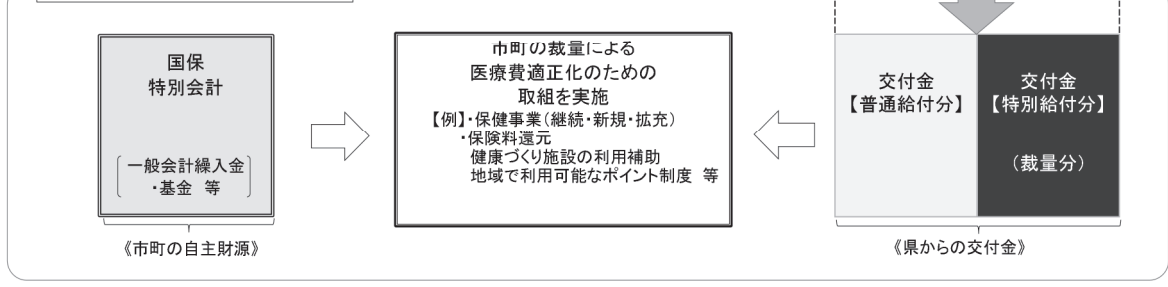 国保
特別会計
一般会計繰入金
・基金 等
《市町の自主財源》
市町の裁量による
医療費適正化のための
取組を実施
【例】・保健事業(継続・新規・拡充)
・保険料還元
健康づくり施設の利用補助
地域で利用可能なポイント制度 等
交付金
【普通給付分】
交付金
【特別給付分】
(裁量分)
《県からの交付金》